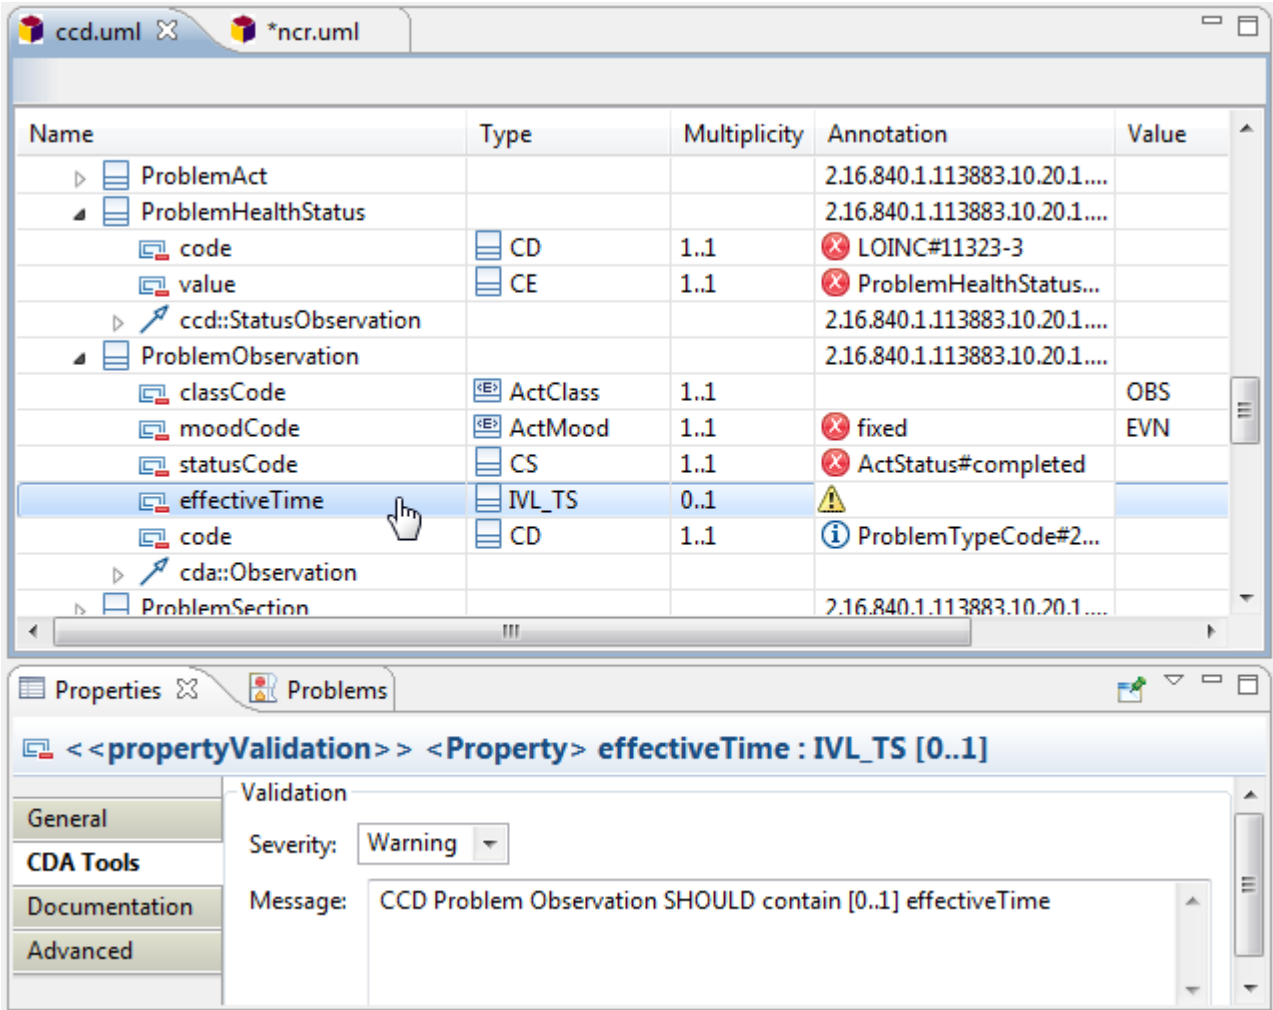 ccd.uml *ncr.uml
Name Type Multiplicity Annotation Value
ProblemAct 2.16.840.1.113883.10.20.1....
ProblemHealthStatus 2.16.840.1.113883.10.20.1....
code CD 1..1 LOINC#11323-3
value CE 1..1 ProblemHealthStatus...
ccd::StatusObservation 2.16.840.1.113883.10.20.1....
ProblemObservation 2.16.840.1.113883.10.20.1....
classCode <E> ActClass 1..1 OBS
moodCode <E> ActMood 1..1 fixed EVN
statusCode CS 1..1 ActStatus#completed
effectiveTime IVL_TS 0..1
code CD 1..1 ProblemTypeCode#2...
cda::Observation
ProblemSection 2.16.840.1.113883.10.20.1....
Properties Problems
<<propertyValidation>> <Property> effectiveTime : IVL_TS [0..1]
Validation
General
Severity: Warning
CDA Tools
Message: CCD Problem Observation SHOULD contain [0..1] effectiveTime
Documentation
Advanced